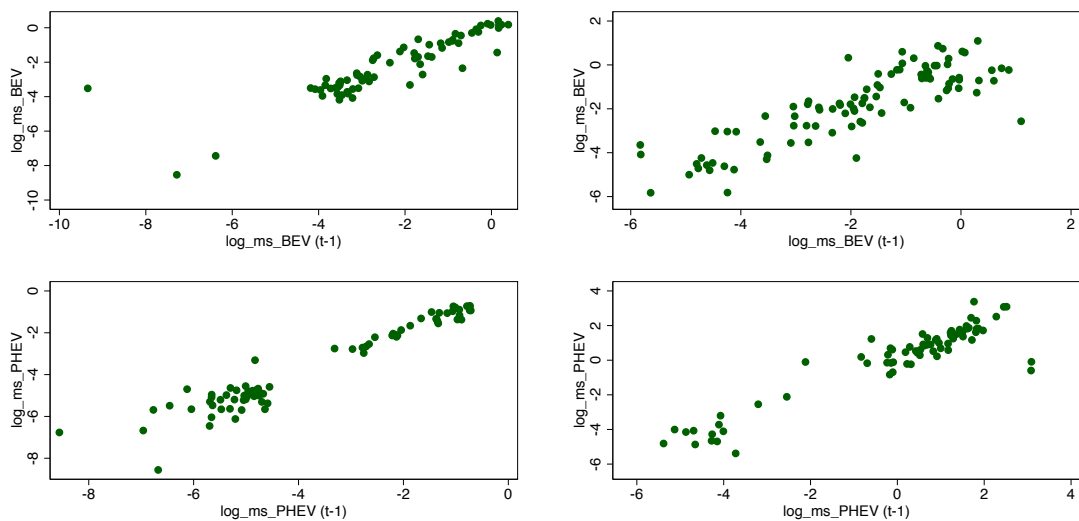 0
-2
-4
-6
-8
-10
log_ms_BEV
-10 -8 -6 -4 -2 0
log_ms_BEV (t-1)
2
0
-2
-4
-6
log_ms_BEV
-6 -4 -2 0 2
log_ms_BEV (t-1)
0
-2
-4
-6
-8
log_ms_PHEV
-8 -6 -4 -2 0
log_ms_PHEV (t-1)
4
2
0
-2
-4
-6
log_ms_PHEV
-6 -4 -2 0 2 4
log_ms_PHEV (t-1)